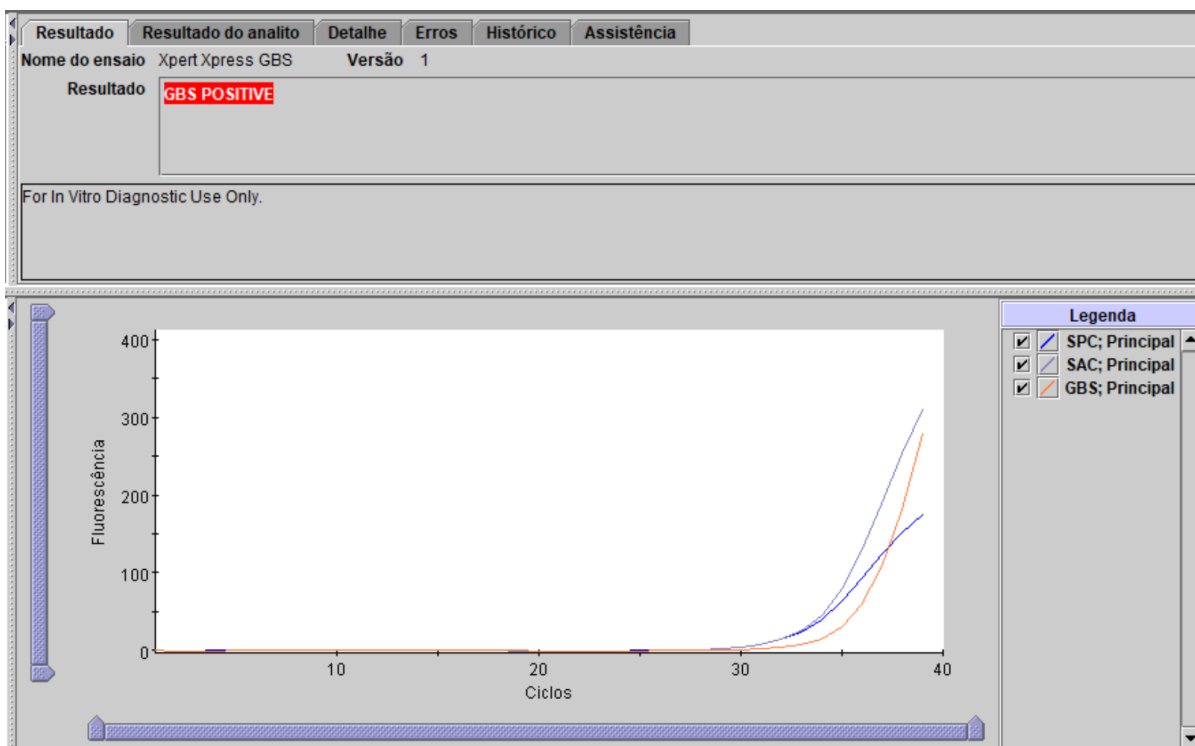 Resultado Resultado do analito Detalhe Erros Histórico Assistência
Nome do ensaio Xpert Xpress GBS Versão 1
Resultado GBS POSITIVE
For In Vitro Diagnostic Use Only.
Legenda
SPC; Principal
SAC; Principal
GBS; Principal
Fluorescência
400
300
200
100
0
10 20 30 40
Ciclos